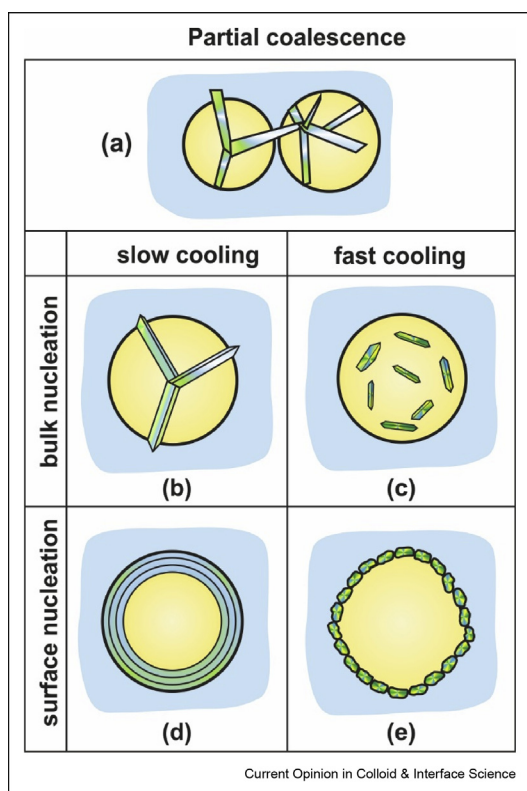 Partial coalescence
(a)
slow cooling
fast cooling
bulk nucleation
(b)
(c)
surface nucleation
(d)
(e)
Current Opinion in Colloid & Interface Science